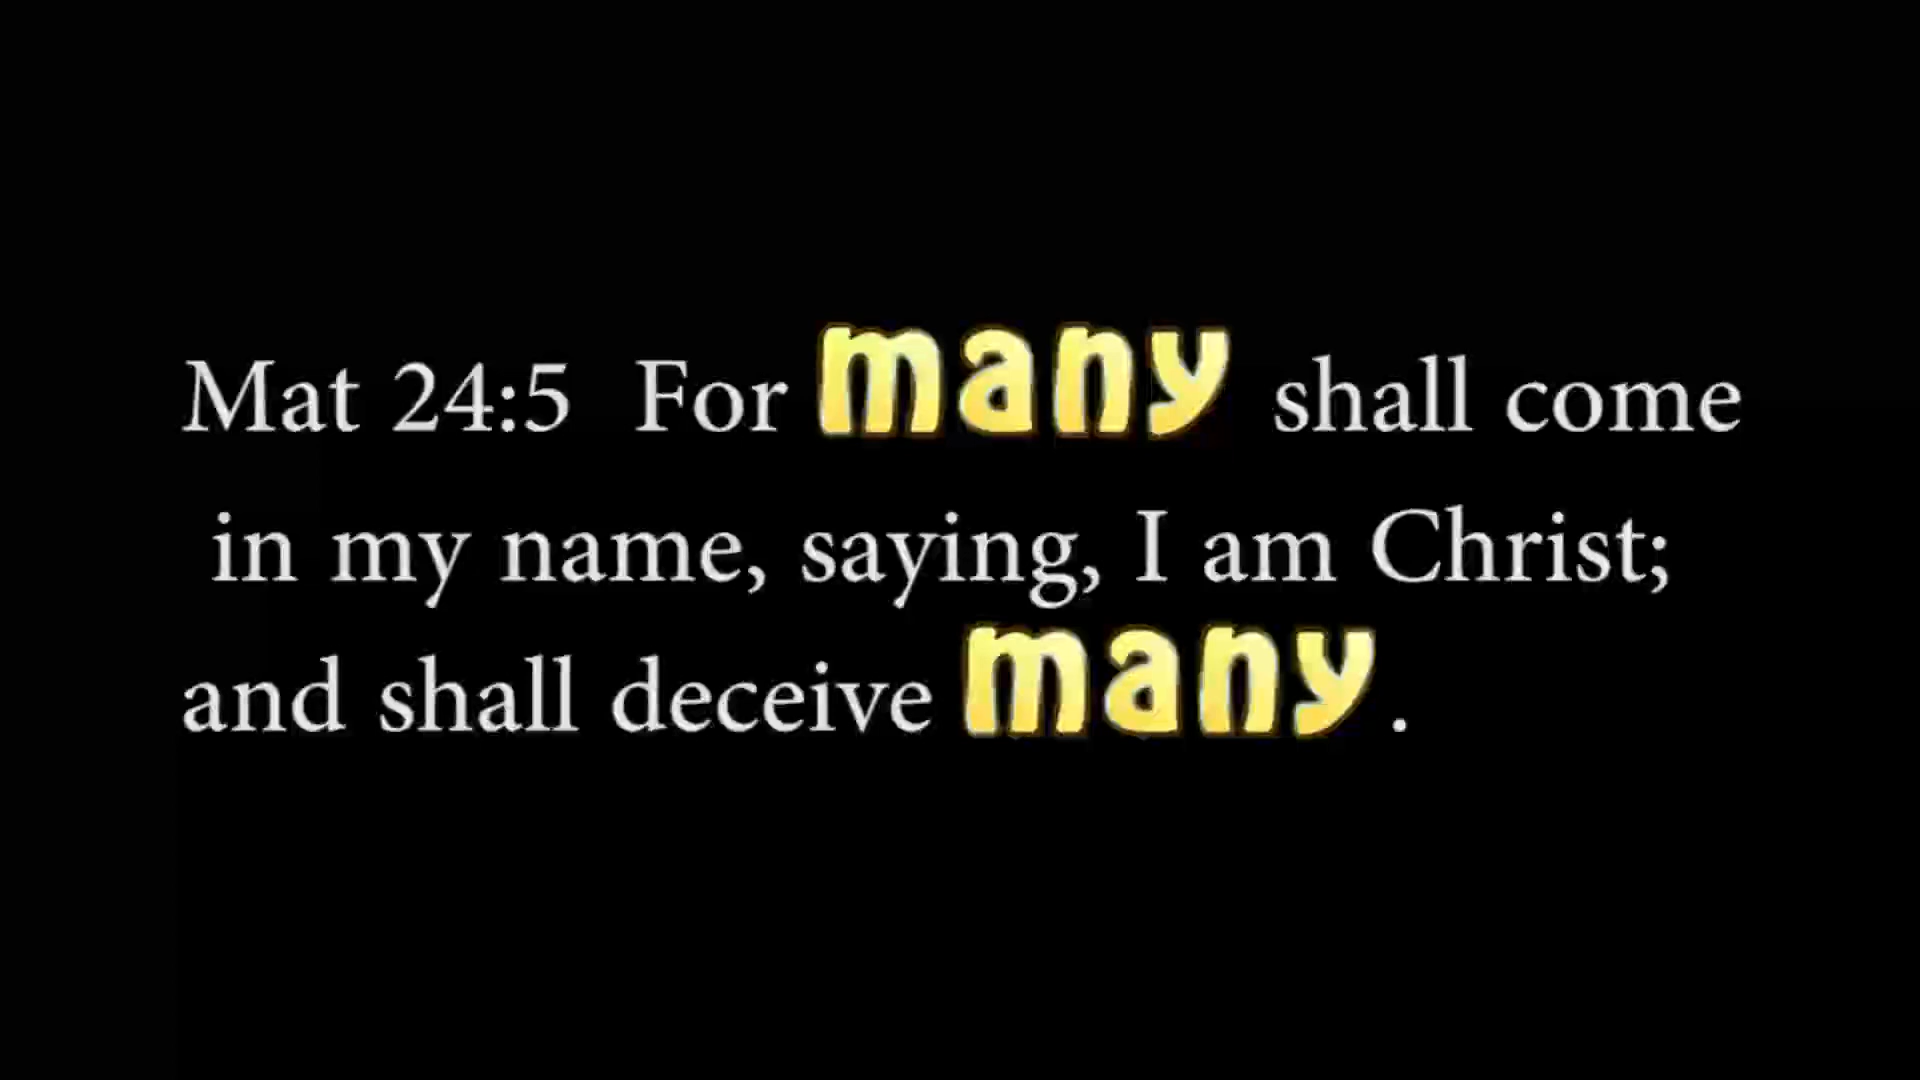 Mat 24:5  For many shall come
in my name, saying, I am Christ;
and shall deceive many.